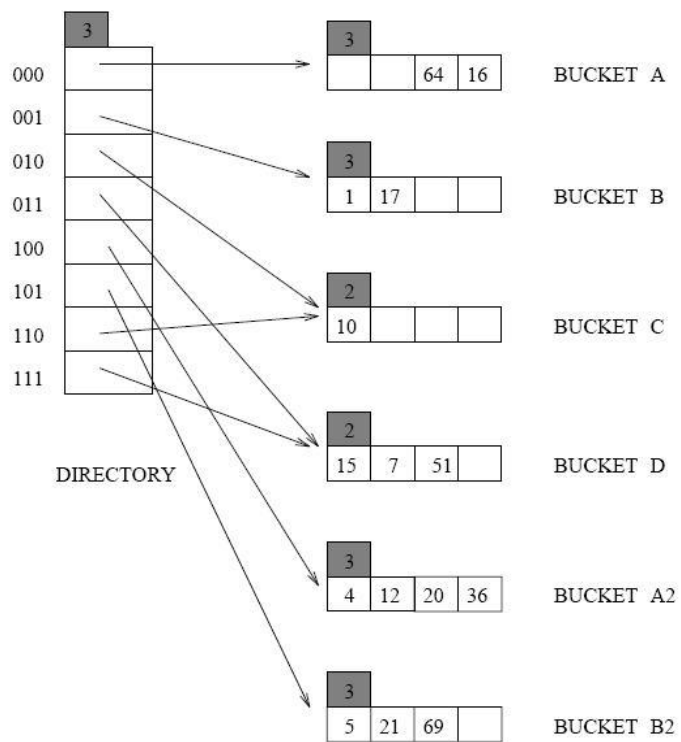 3
000
001
010
011
100
101
110
111
DIRECTORY
3
64 16 BUCKET A
3
1 17 BUCKET B
2
10 BUCKET C
2
15 7 51 BUCKET D
3
4 12 20 36 BUCKET A2
3
5 21 69 BUCKET B2